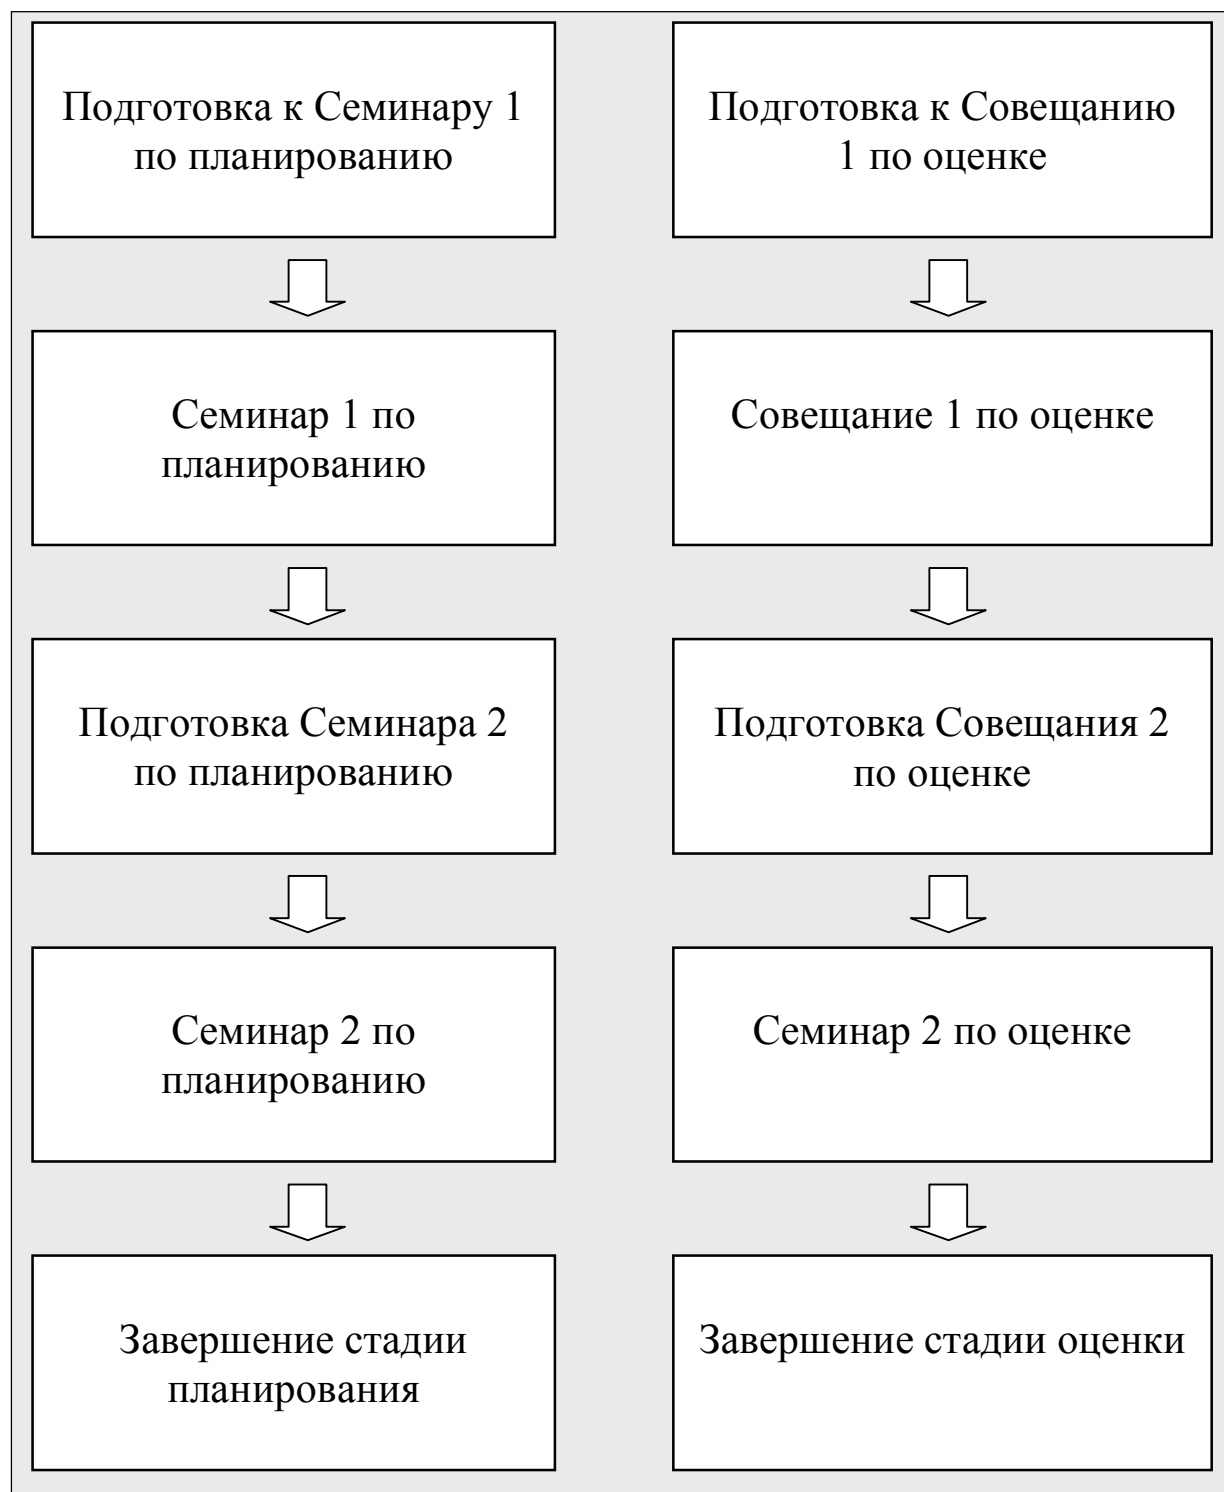 Подготовка к Семинару 1
по планированию
Подготовка к Совещанию
1 по оценке
Семинар 1 по
планированию
Совещание 1 по оценке
Подготовка Семинара 2
по планированию
Подготовка Совещания 2
по оценке
Семинар 2 по
планированию
Семинар 2 по оценке
Завершение стадии
планирования
Завершение стадии оценки